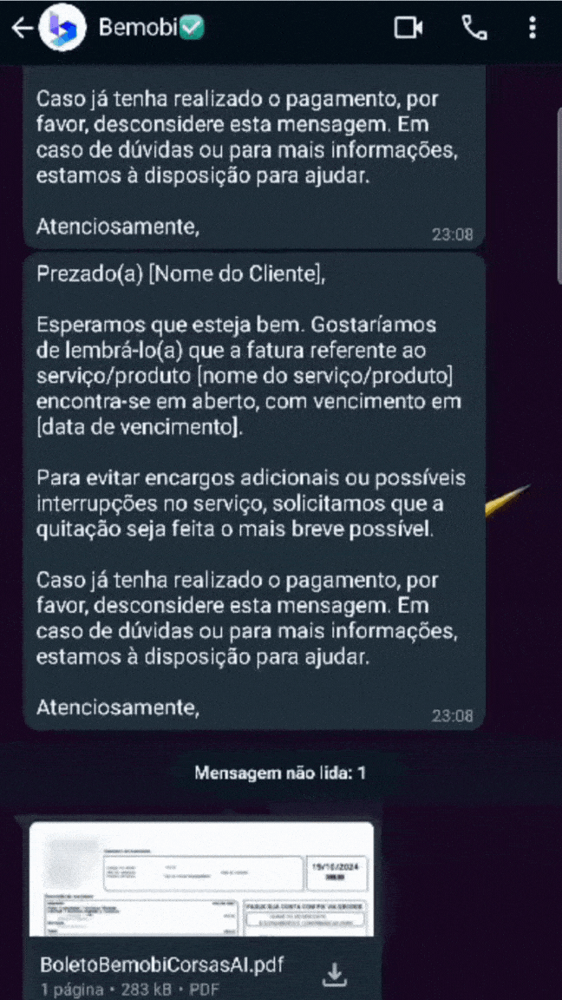 Bemobi✅
Caso já tenha realizado o pagamento, por
favor, desconsidere esta mensagem. Em
caso de dúvidas ou para mais informações,
estamos à disposição para ajudar.
Atenciosamente,
23:08
Prezado(a) [Nome do Cliente],
Esperamos que esteja bem. Gostaríamos
de lembrá-lo(a) que a fatura referente ao
serviço/produto [nome do serviço/produto]
encontra-se em aberto, com vencimento em
[data de vencimento].
Para evitar encargos adicionais ou possíveis
interrupções no serviço, solicitamos que a
quitação seja feita o mais breve possível.
Caso já tenha realizado o pagamento, por
favor, desconsidere esta mensagem. Em
caso de dúvidas ou para mais informações,
estamos à disposição para ajudar.
Atenciosamente,
23:08
Mensagem não lida: 1
19/10/2024
PAGUE SUA CONTA COM PIX
BoletoBemobiCorsasAI.pdf
1 página • 283 kB • PDF